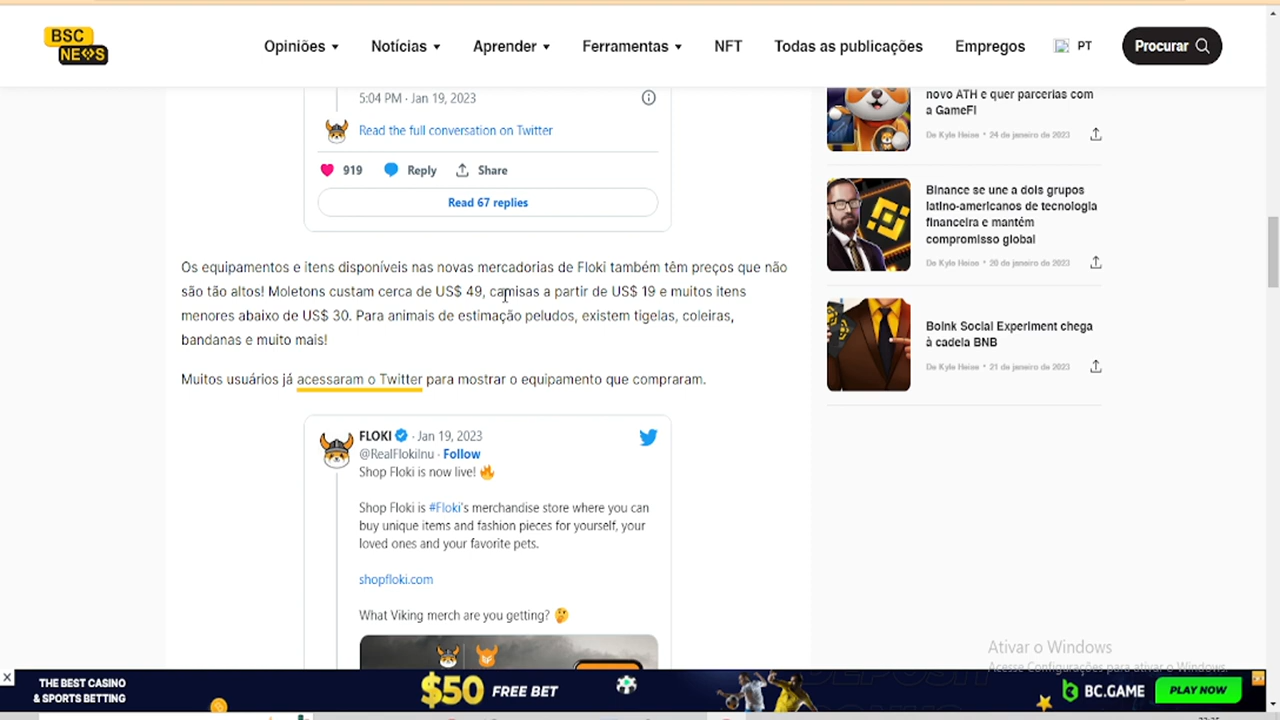 BSC
NEWS
Opiniões
Notícias
Aprender
Ferramentas
NFT
Todas as publicações
Empregos
PT
Procurar
5:04 PM · Jan 19, 2023
Read the full conversation on Twitter
919
Reply
Share
Read 67 replies
Os equipamentos e itens disponíveis nas novas mercadorias de Floki também têm preços que não
são tão altos! Moletons custam cerca de US$ 49, camisas a partir de US$ 19 e muitos itens
menores abaixo de US$ 30. Para animais de estimação peludos, existem tigelas, coleiras,
bandanas e muito mais!
Muitos usuários já acessaram o Twitter para mostrar o equipamento que compraram.
FLOKI · Jan 19, 2023
@RealFlokiInu · Follow
Shop Floki is now live! 🔥
Shop Floki is #Floki's merchandise store where you can
buy unique items and fashion pieces for yourself, your
loved ones and your favorite pets.
shopfloki.com
What Viking merch are you getting? 🤔
novo ATH e quer parcerias com
a GameFi
De Kyle Heise · 24 de janeiro de 2023
Binance se une a dois grupos
latino-americanos de tecnologia
financeira e mantém
compromisso global
De Kyle Heise · 20 de janeiro de 2023
Boink Social Experiment chega
à cadeia BNB
De Kyle Heise · 21 de janeiro de 2023
Ativar o Windows
Acesse Configurações para ativar o Windows.
THE BEST CASINO
& SPORTS BETTING
$50 FREE BET
BC.GAME
PLAY NOW